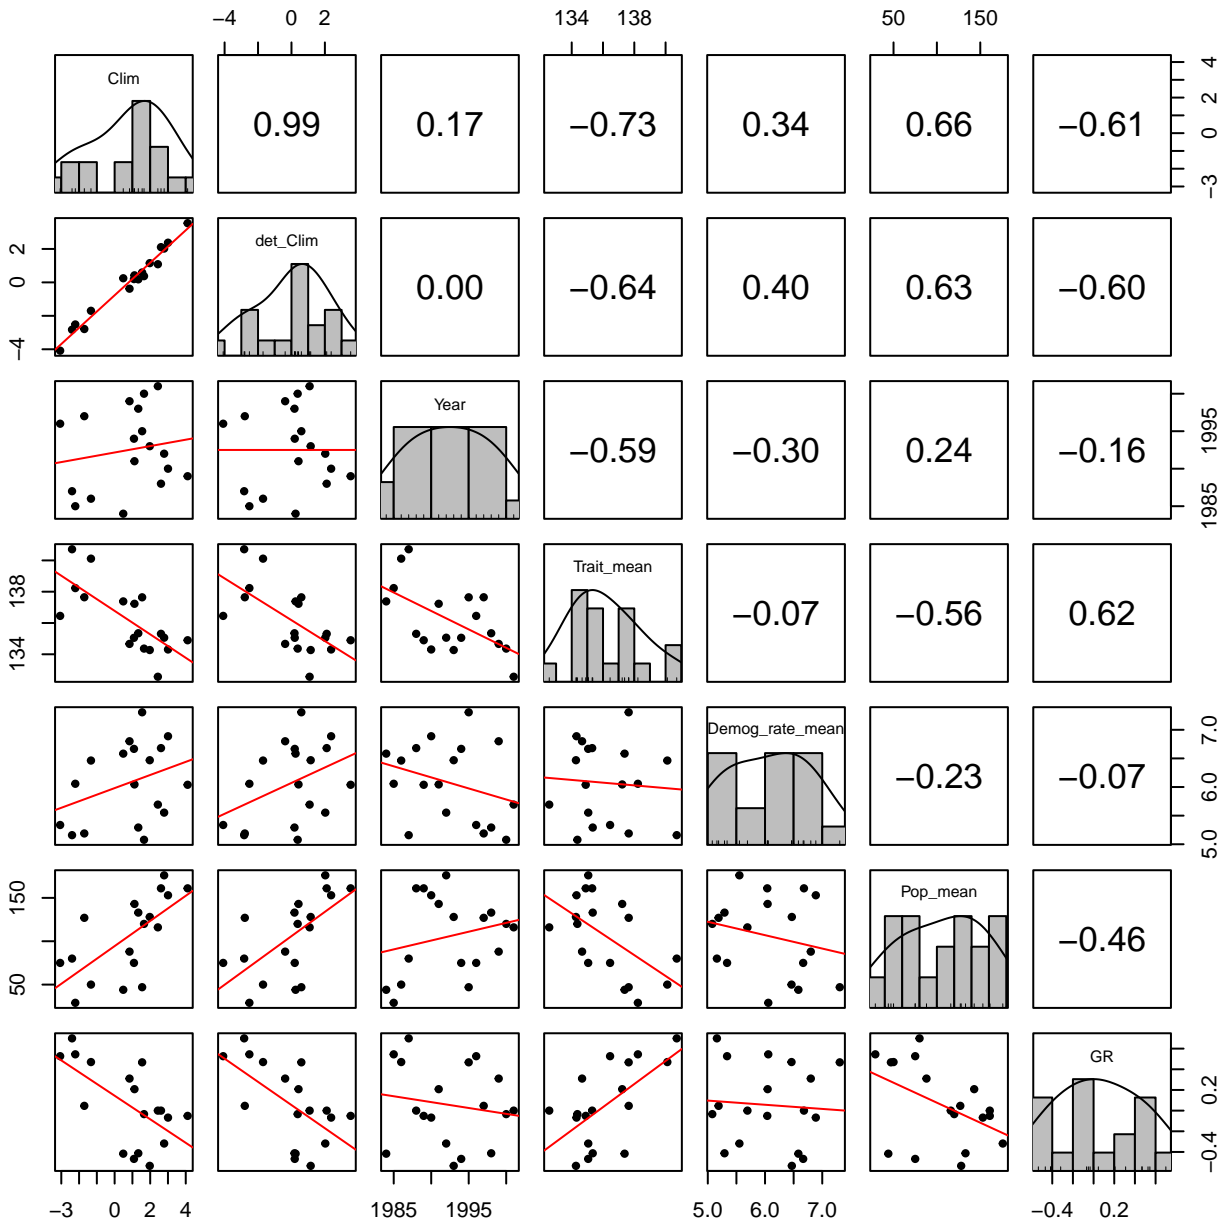 −4 0 2 134 138 50 150
Clim 0.99 0.17 −0.73 0.34 0.66 −0.61 −3 0 2 4
−4 0 2 det_Clim 0.00 −0.64 0.40 0.63 −0.60
Year −0.59 −0.30 0.24 −0.16 1985 1995
134 138 Trait_mean −0.07 −0.56 0.62
Demog_rate_mean −0.23 −0.07 5.0 6.0 7.0
50 150 Pop_mean −0.46
GR −0.4 0.2
−3 0 2 4 1985 1995 5.0 6.0 7.0 −0.4 0.2